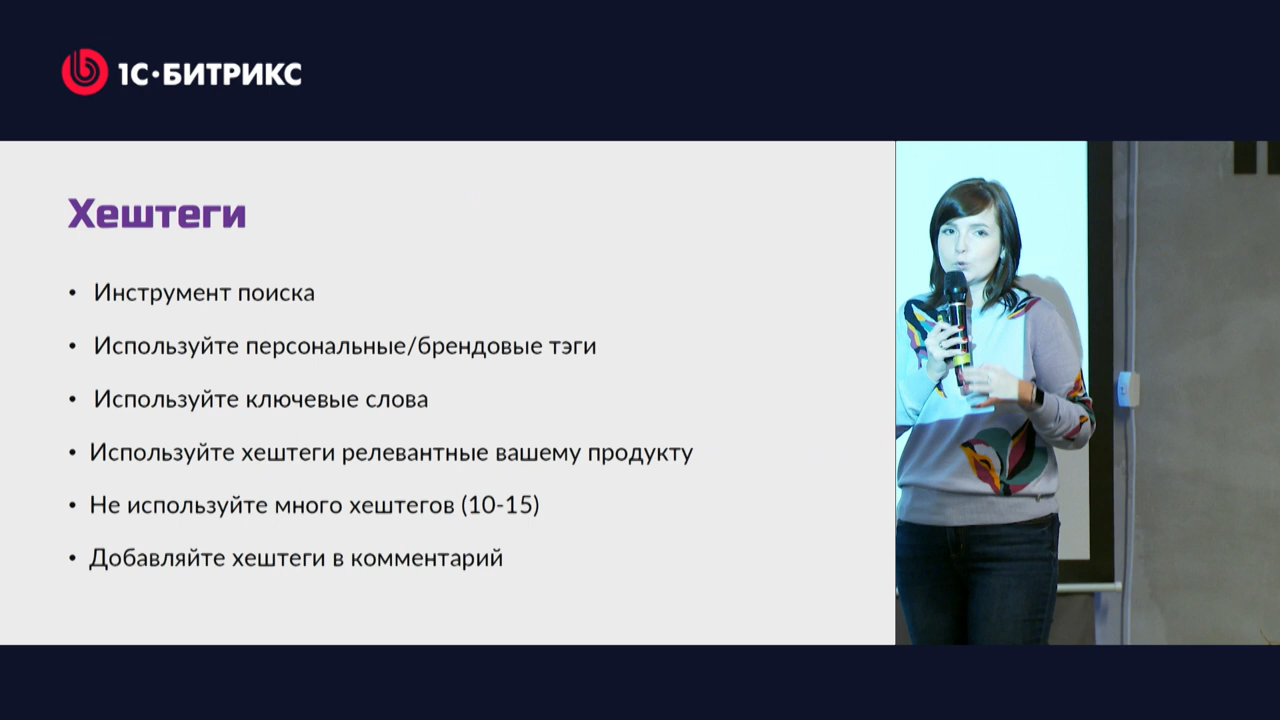 1С·БИТРИКС
Хештеги
• Инструмент поиска
• Используйте персональные/брендовые тэги
• Используйте ключевые слова
• Используйте хештеги релевантные вашему продукту
• Не используйте много хештегов (10-15)
• Добавляйте хештеги в комментарий